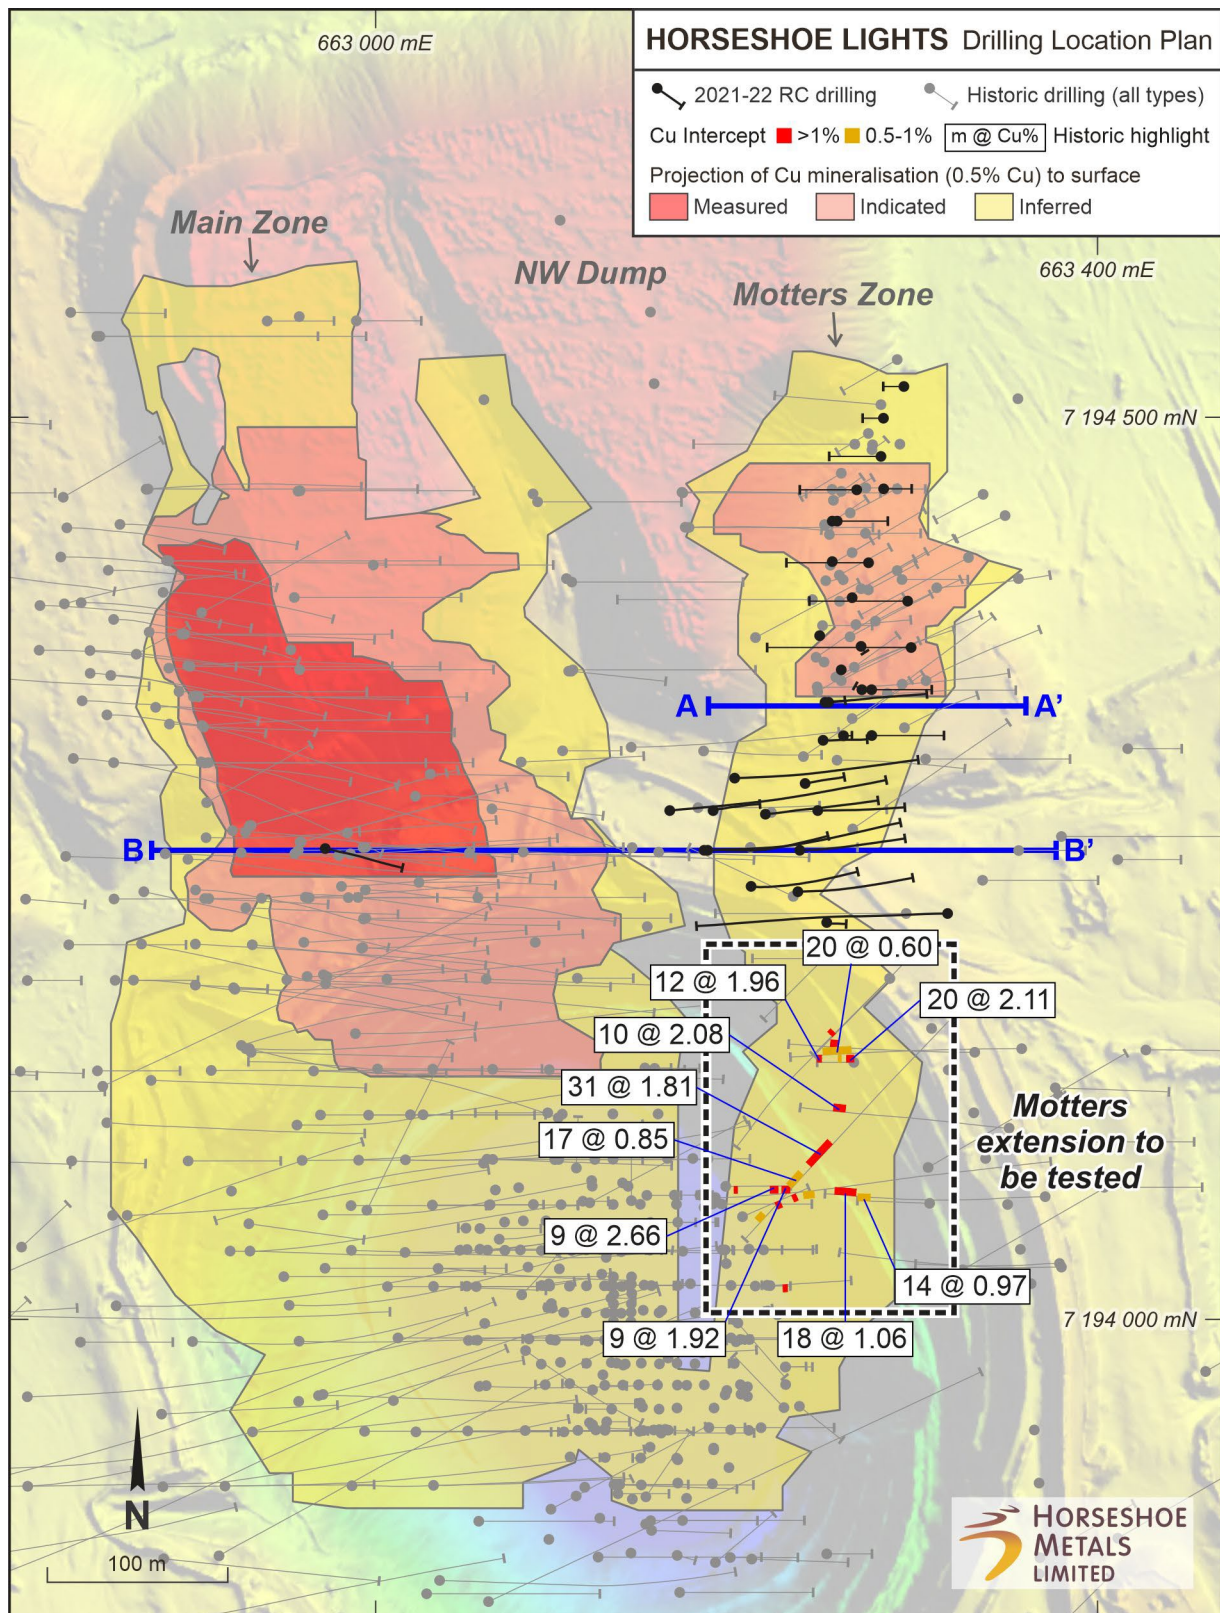 663 000 mE
HORSESHOE LIGHTS Drilling Location Plan
2021-22 RC drilling
Historic drilling (all types)
Cu Intercept >1% 0.5-1% m @ Cu% Historic highlight
Projection of Cu mineralisation (0.5% Cu) to surface
Measured Indicated Inferred
Main Zone
NW Dump
663 400 mE
Motters Zone
7 194 500 mN
A A’
B B’
20 @ 0.60
12 @ 1.96
20 @ 2.11
10 @ 2.08
31 @ 1.81
17 @ 0.85
Motters
extension to
be tested
9 @ 2.66
14 @ 0.97
9 @ 1.92
18 @ 1.06
7 194 000 mN
N
100 m
HORSESHOE
METALS
LIMITED